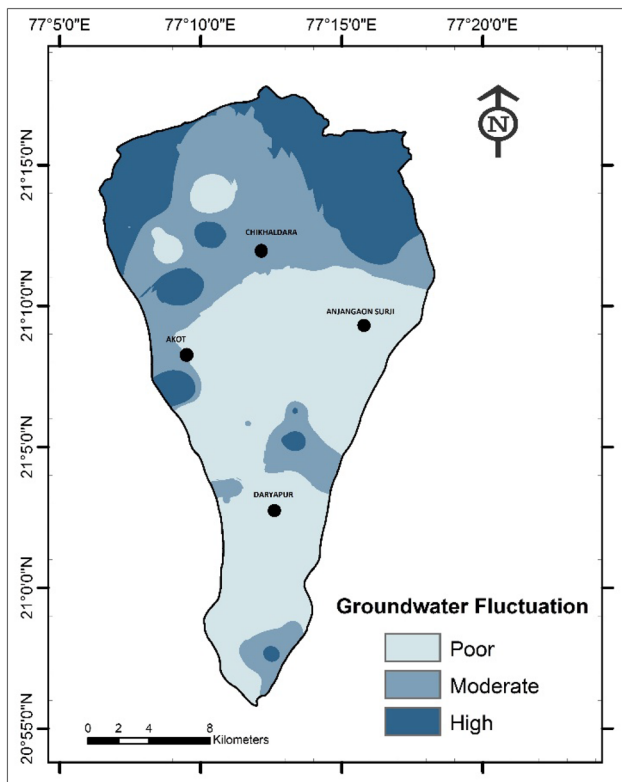 77°5'0"E 77°10'0"E 77°15'0"E 77°20'0"E
N
21°15'0"N
CHIKHALDARA
21°10'0"N
ANJANGAON SURJI
AKOT
21°5'0"N
DARYAPUR
21°0'0"N
Groundwater Fluctuation
Poor
Moderate
High
20°55'0"N
0 2 4 8
Kilometers